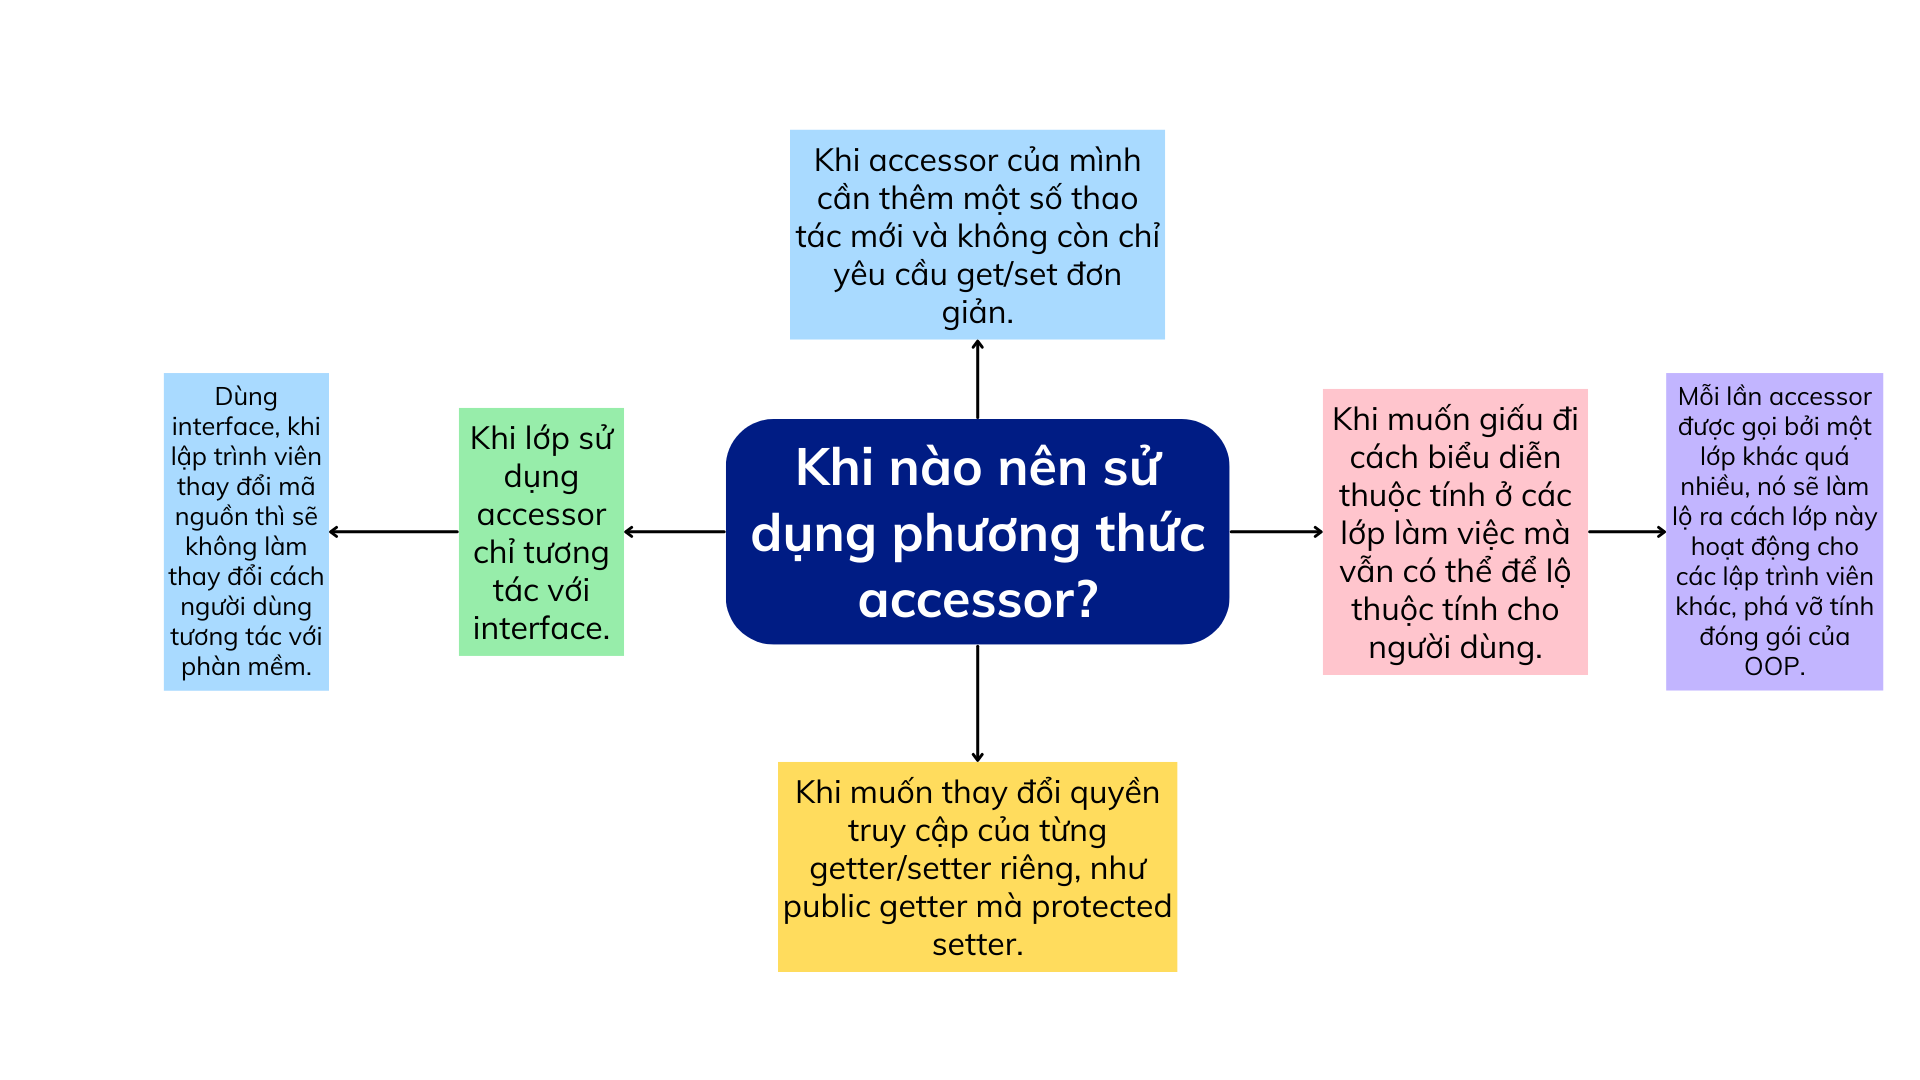 Khi accessor của mình
cần thêm một số thao
tác mới và không còn chỉ
yêu cầu get/set đơn
giản.
Dùng
interface, khi
lập trình viên
thay đổi mã
nguồn thì sẽ
không làm
thay đổi cách
người dùng
tương tác với
phàn mềm.
Khi lớp sử
dụng
accessor
chỉ tương
tác với
interface.
Khi nào nên sử
dụng phương thức
accessor?
Khi muốn giấu đi
cách biểu diễn
thuộc tính ở các
lớp làm việc mà
vẫn có thể để lộ
thuộc tính cho
người dùng.
Mỗi lần accessor
được gọi bởi một
lớp khác quá
nhiều, nó sẽ làm
lộ ra cách lớp này
hoạt động cho
các lập trình viên
khác, phá vỡ tính
đóng gói của
OOP.
Khi muốn thay đổi quyền
truy cập của từng
getter/setter riêng, như
public getter mà protected
setter.